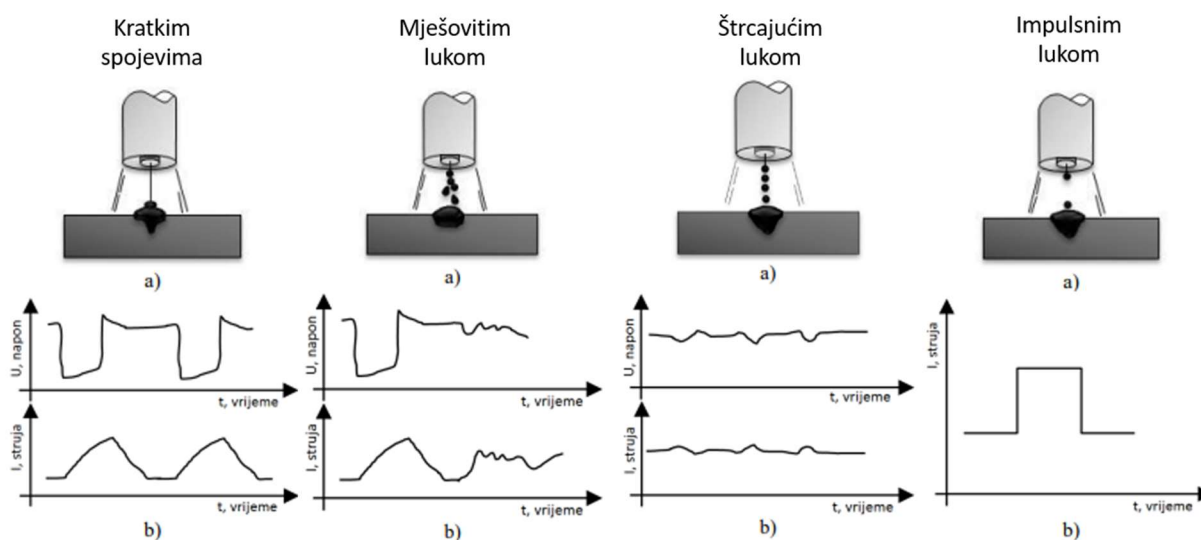 Kratkim
spojevima
Mješovitim
lukom
Štrcajućim
lukom
Impulsnim
lukom
a)
a)
a)
a)
U, napon
t, vrijeme
I, struja
t, vrijeme
b)
U, napon
t, vrijeme
I, struja
t, vrijeme
b)
U, napon
t, vrijeme
I, struja
t, vrijeme
b)
I, struja
t, vrijeme
b)